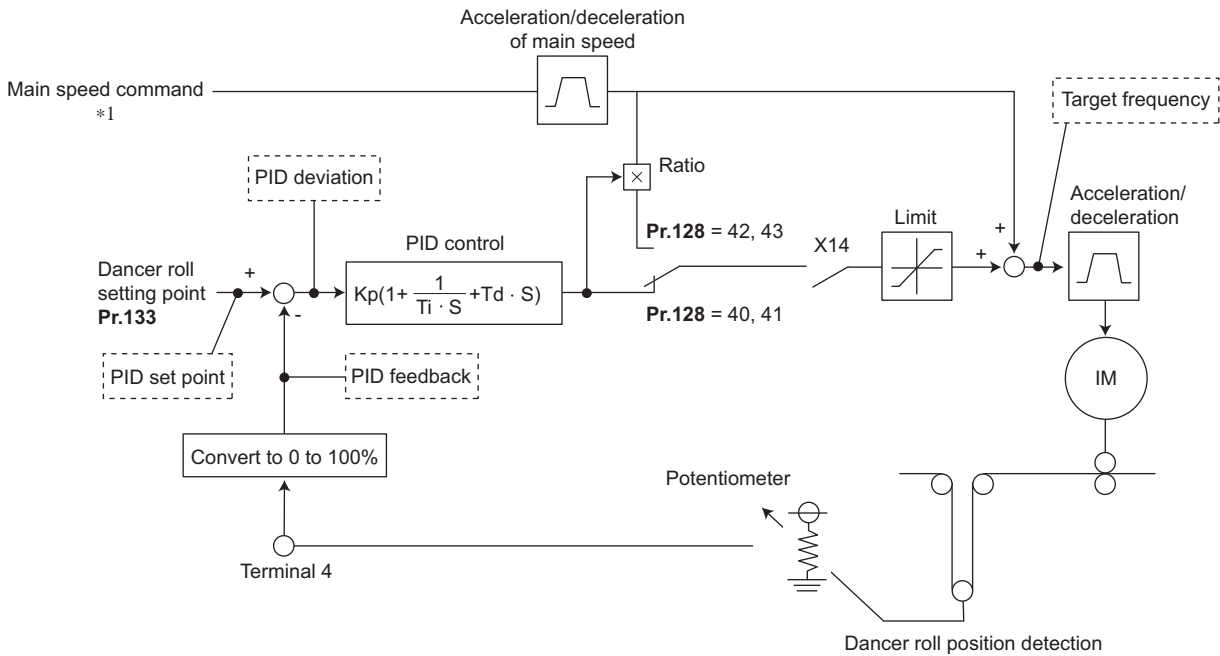 Acceleration/deceleration
of main speed
Main speed command
*1
Target frequency
PID deviation
Ratio
Acceleration/
deceleration
Pr.128 = 42, 43
Limit
X14
PID control
Dancer roll
setting point
Pr.133
+
-
Kp(1+ 1/Ti · S +Td · S)
+
+
Pr.128 = 40, 41
PID set point
PID feedback
IM
Convert to 0 to 100%
Potentiometer
Terminal 4
Dancer roll position detection